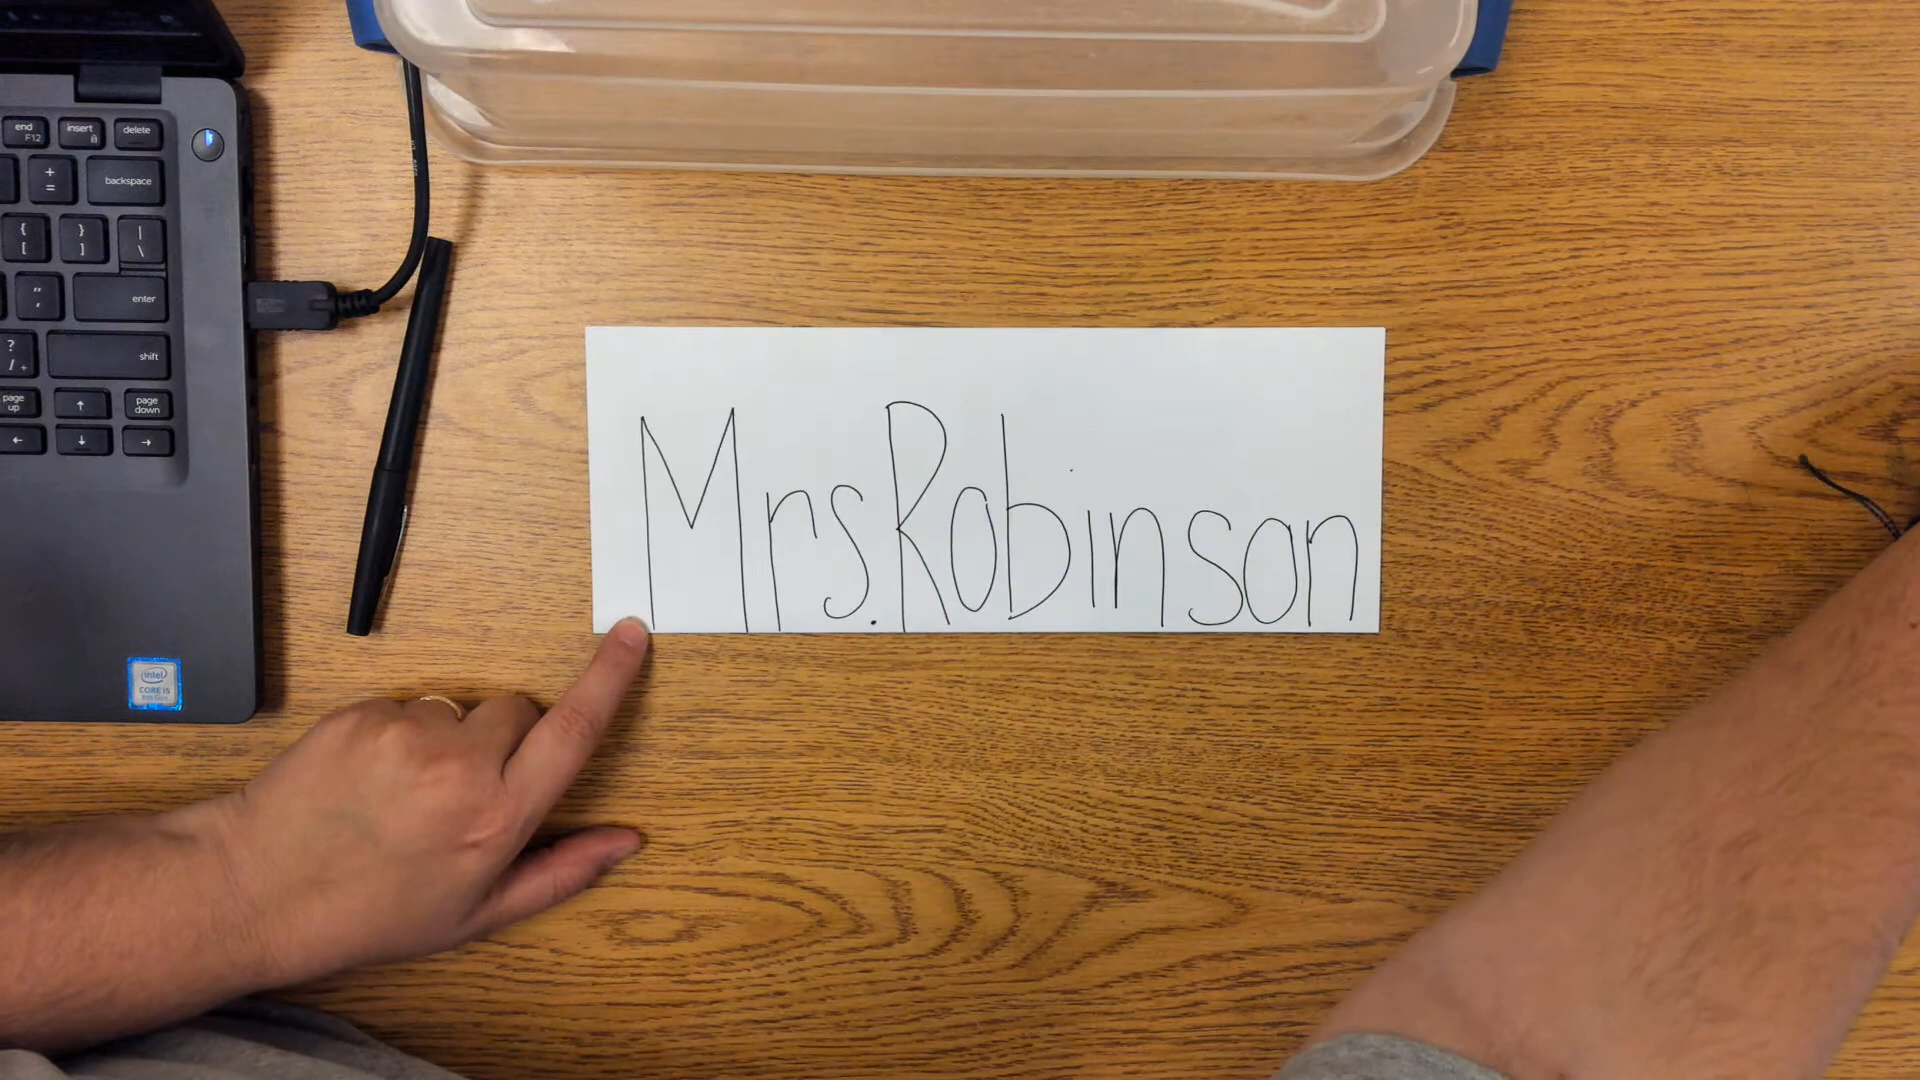 end
F12
insert
delete
+
=
backspace
{
[
}
]
|
\
"
'
enter
?
/
shift
page
up
↑
page
down
←
↓
→
intel
CORE i5
Mrs. Robinson